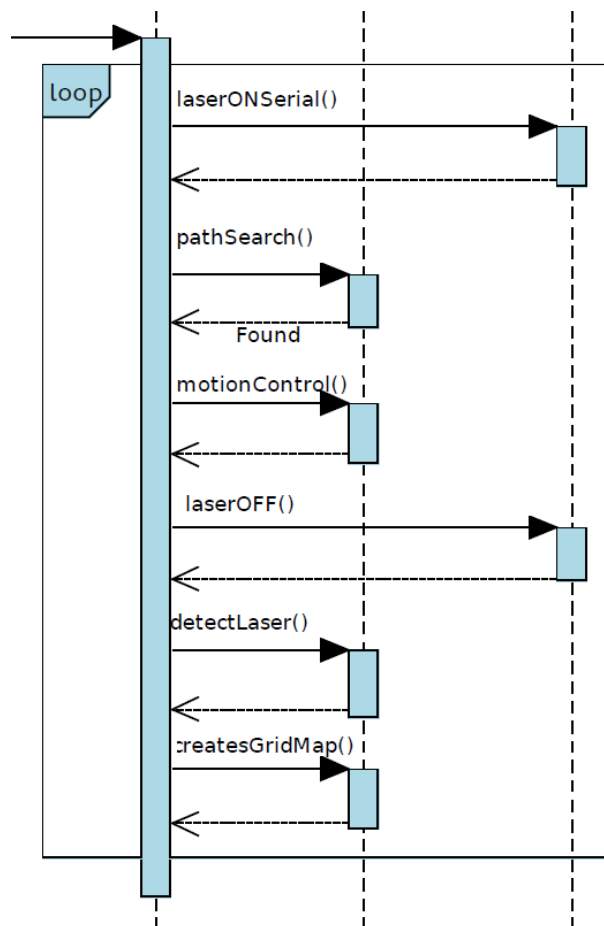 loop
laserONSerial()
pathSearch()
Found
motionControl()
laserOFF()
detectLaser()
createsGridMap()